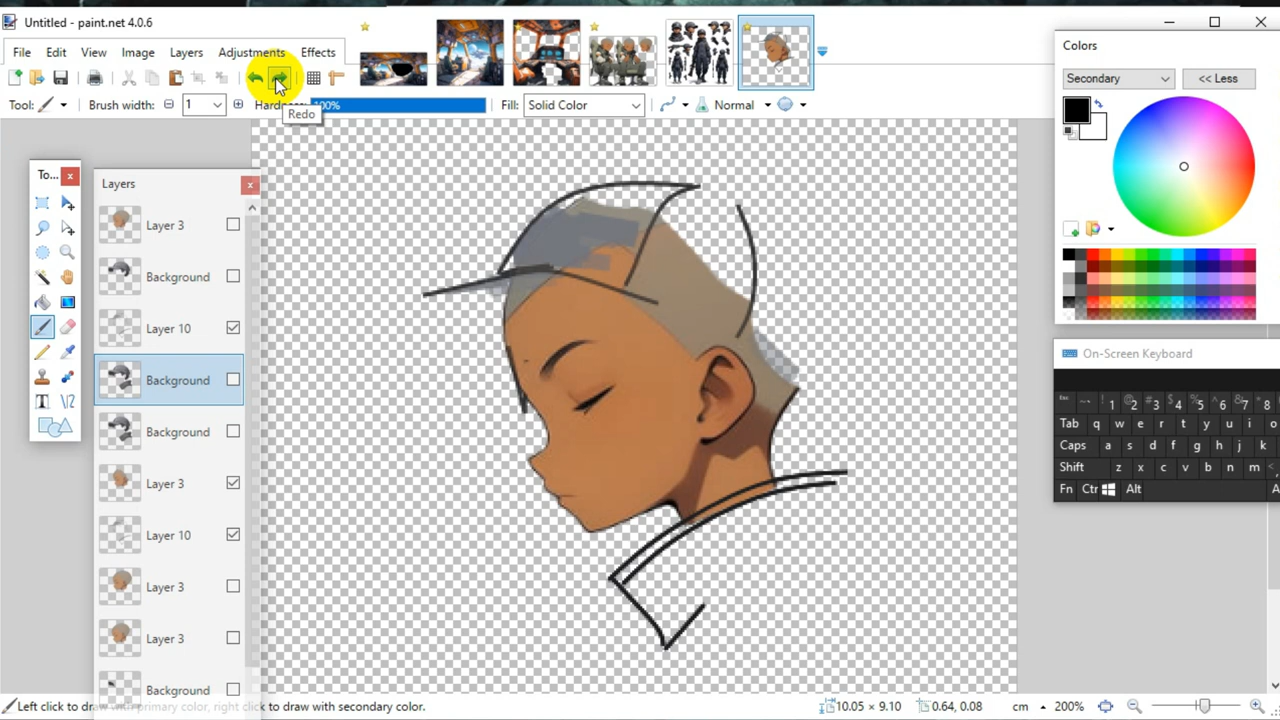 Untitled - paint.net 4.0.6
File Edit View Image Layers Adjustments Effects
Colors
Secondary << Less
Tool: Brush width: 1 Hardness: 100% Fill: Solid Color Normal
Redo
To... x
Layers x
Layer 3
Background
Layer 10
Background
Background
Layer 3
Layer 10
Layer 3
Layer 3
Background
On-Screen Keyboard
Esc ~ ` ! 1 @ 2 # 3 $ 4 % 5 ^ 6 & 7 * 8
Tab q w e r t y u i o
Caps a s d f g h j k
Shift z x c v b n m <
Fn Ctr Alt A
Left click to draw with primary color, right click to draw with secondary color. 10.05 × 9.10 0.64, 0.08 cm 200%